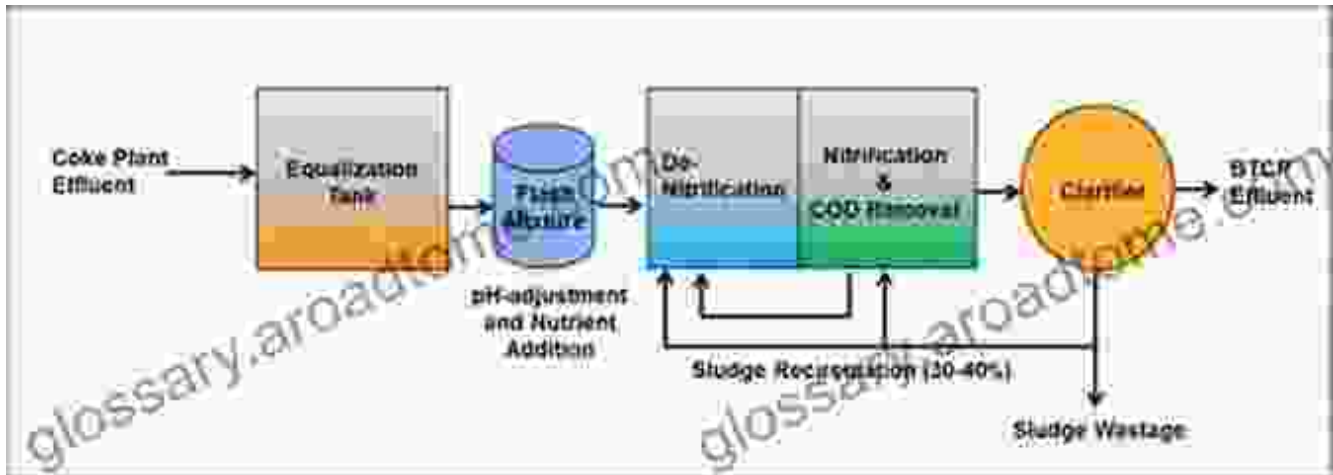 Coke Plant
Effluent
Equalization
Tank
Flash
Mixture
pH-adjustment
and Nutrient
Addition
De-
Nitrification
Nitrification
&
COD Removal
Clarifier
BTCP
Effluent
Sludge Recirculation (30-40%)
Sludge Wastage
glossary.aroadtome.com
glossary.aroadtome.com